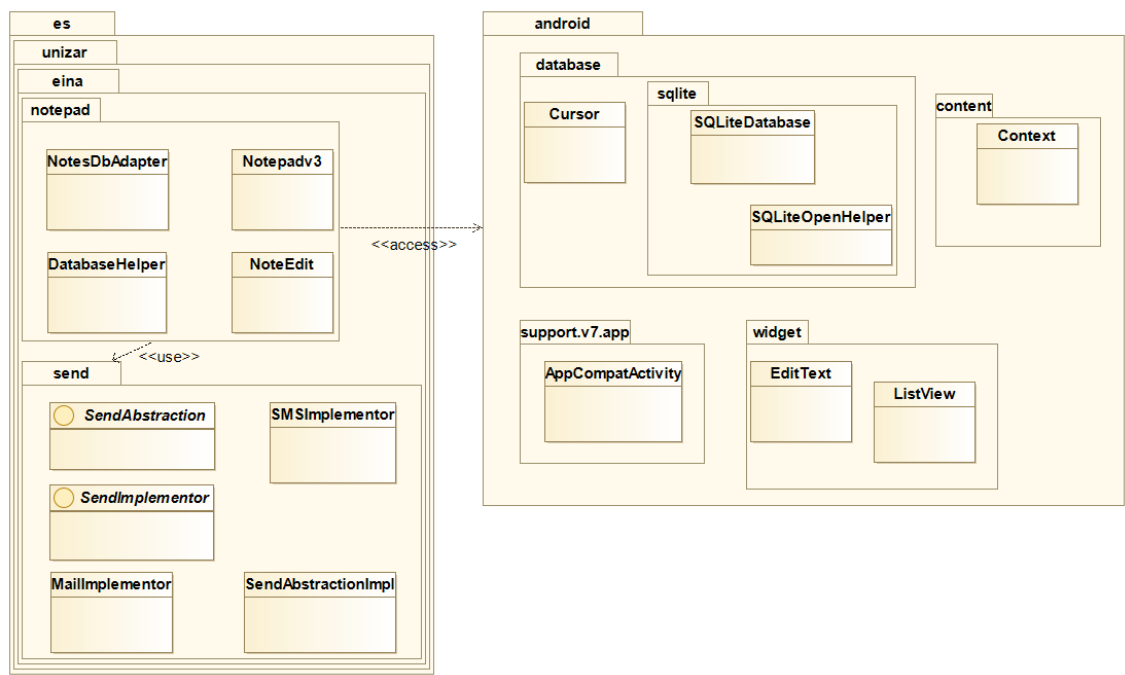 es
unizar
eina
notepad
NotesDbAdapter
Notepadv3
DatabaseHelper
NoteEdit
<<access>>
<<use>>
send
SendAbstraction
SMSImplementor
SendImplementor
MailImplementor
SendAbstractionImpl
android
database
Cursor
sqlite
SQLiteDatabase
SQLiteOpenHelper
content
Context
support.v7.app
AppCompatActivity
widget
EditText
ListView